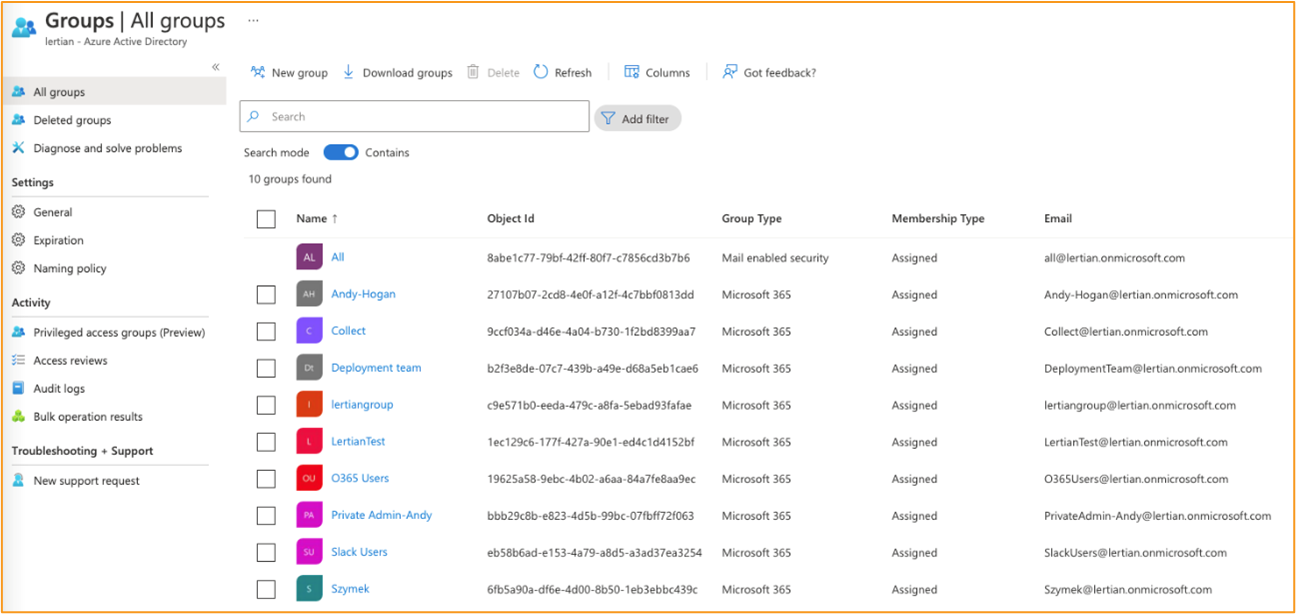 Groups | All groups ...
lertian - Azure Active Directory
«
All groups
Deleted groups
Diagnose and solve problems
Settings
General
Expiration
Naming policy
Activity
Privileged access groups (Preview)
Access reviews
Audit logs
Bulk operation results
Troubleshooting + Support
New support request
New group Download groups Delete Refresh Columns Got feedback?
Search Add filter
Search mode Contains
10 groups found
Name ↑ Object Id Group Type Membership Type Email
AL All 8abe1c77-79bf-42ff-80f7-c7856cd3b7b6 Mail enabled security Assigned all@lertian.onmicrosoft.com
AH Andy-Hogan 27107b07-2cd8-4e0f-a12f-4c7bbf0813dd Microsoft 365 Assigned Andy-Hogan@lertian.onmicrosoft.com
C Collect 9ccf034a-d46e-4a04-b730-1f2bd8399aa7 Microsoft 365 Assigned Collect@lertian.onmicrosoft.com
Dt Deployment team b2f3e8de-07c7-439b-a49e-d68a5eb1cae6 Microsoft 365 Assigned DeploymentTeam@lertian.onmicrosoft.com
l lertiangroup c9e571b0-eeda-479c-a8fa-5ebad93fafae Microsoft 365 Assigned lertiangroup@lertian.onmicrosoft.com
L LertianTest 1ec129c6-177f-427a-90e1-ed4c1d4152bf Microsoft 365 Assigned LertianTest@lertian.onmicrosoft.com
OU O365 Users 19625a58-9ebc-4b02-a6aa-84a7fe8aa9ec Microsoft 365 Assigned O365Users@lertian.onmicrosoft.com
PA Private Admin-Andy bbb29c8b-e823-4d5b-99bc-07fbff72f063 Microsoft 365 Assigned PrivateAdmin-Andy@lertian.onmicrosoft.com
SU Slack Users eb58b6ad-e153-4a79-a8d5-a3ad37ea3254 Microsoft 365 Assigned SlackUsers@lertian.onmicrosoft.com
S Szymek 6fb5a90a-df6e-4d00-8b50-1eb3ebbc439c Microsoft 365 Assigned Szymek@lertian.onmicrosoft.com